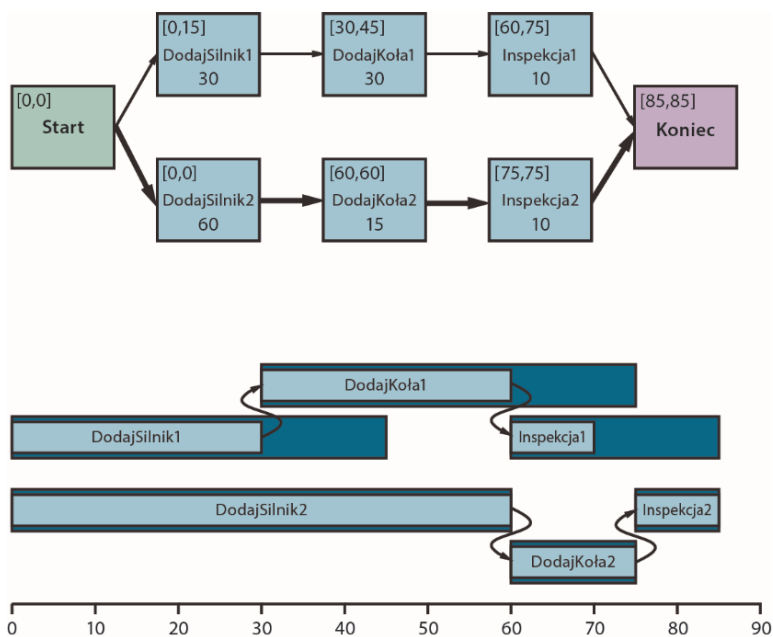 [0,15]
DodajSilnik1
30
[30,45]
DodajKoła1
30
[60,75]
Inspekcja1
10
[0,0]
Start
[85,85]
Koniec
[0,0]
DodajSilnik2
60
[60,60]
DodajKoła2
15
[75,75]
Inspekcja2
10
DodajKoła1
DodajSilnik1
Inspekcja1
DodajSilnik2
Inspekcja2
DodajKoła2
0 10 20 30 40 50 60 70 80 90